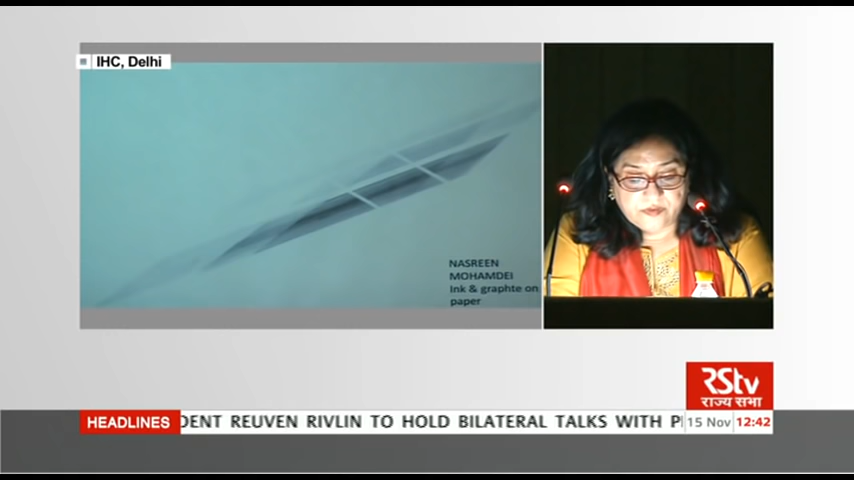 IHC, Delhi
NASREEN
MOHAMDEI
Ink & graphte on
paper
RStv
राज्य सभा
HEADLINES
DENT REUVEN RIVLIN TO HOLD BILATERAL TALKS WITH
15 Nov
12:42